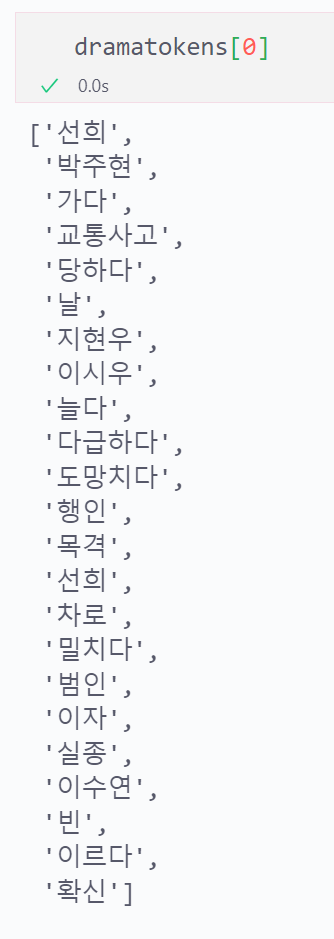 dramatokens[0]
✓ 0.0s
['선희',
'박주현',
'가다',
'교통사고',
'당하다',
'날',
'지현우',
'이시우',
'늘다',
'다급하다',
'도망치다',
'행인',
'목격',
'선희',
'차로',
'밀치다',
'범인',
'이자',
'실종',
'이수연',
'빈',
'이르다',
'확신']